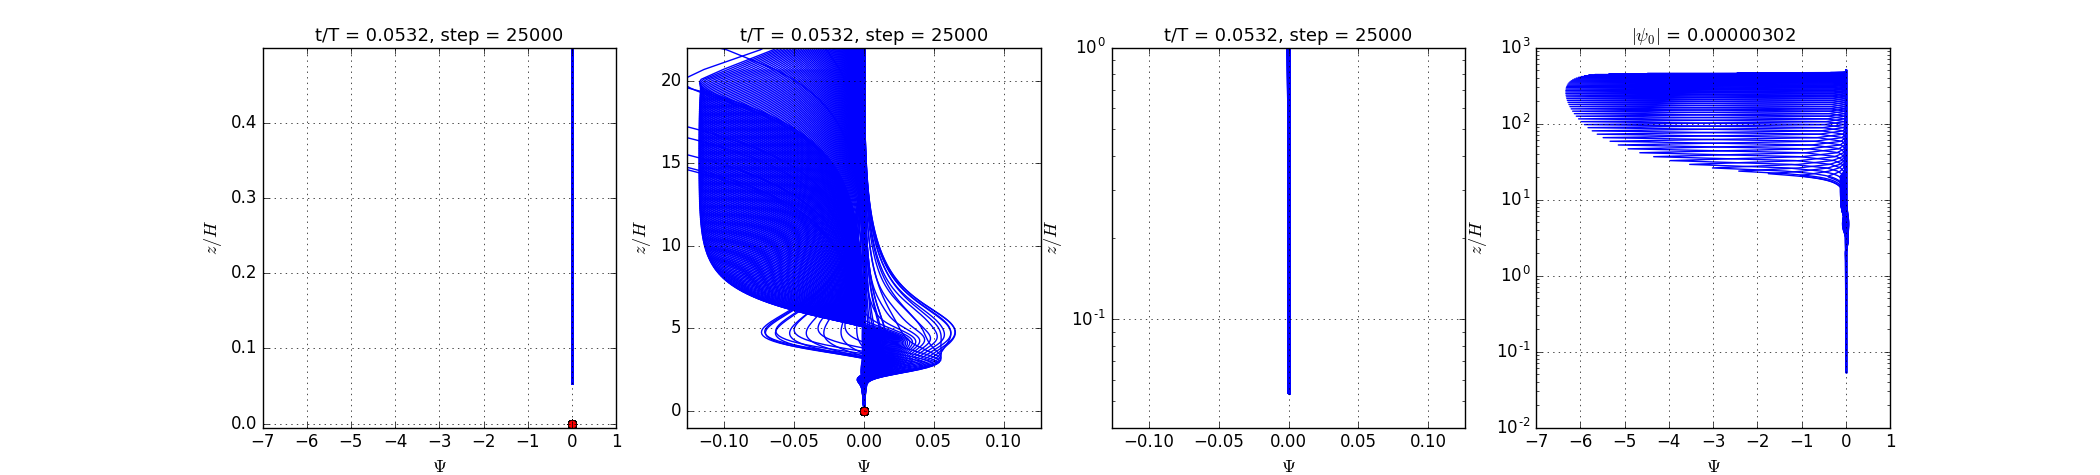 t/T = 0.0532, step = 25000
0.4
0.3
0.2
0.1
0.0
z/H
−7 −6 −5 −4 −3 −2 −1 0 1
Ψ
t/T = 0.0532, step = 25000
20
15
10
5
0
z/H
−0.10 −0.05 0.00 0.05 0.10
Ψ
t/T = 0.0532, step = 25000
10⁰
10⁻¹
z/H
−0.10 −0.05 0.00 0.05 0.10
Ψ
|ψ₀| = 0.00000302
10³
10²
10¹
10⁰
10⁻¹
10⁻²
z/H
−7 −6 −5 −4 −3 −2 −1 0 1
Ψ